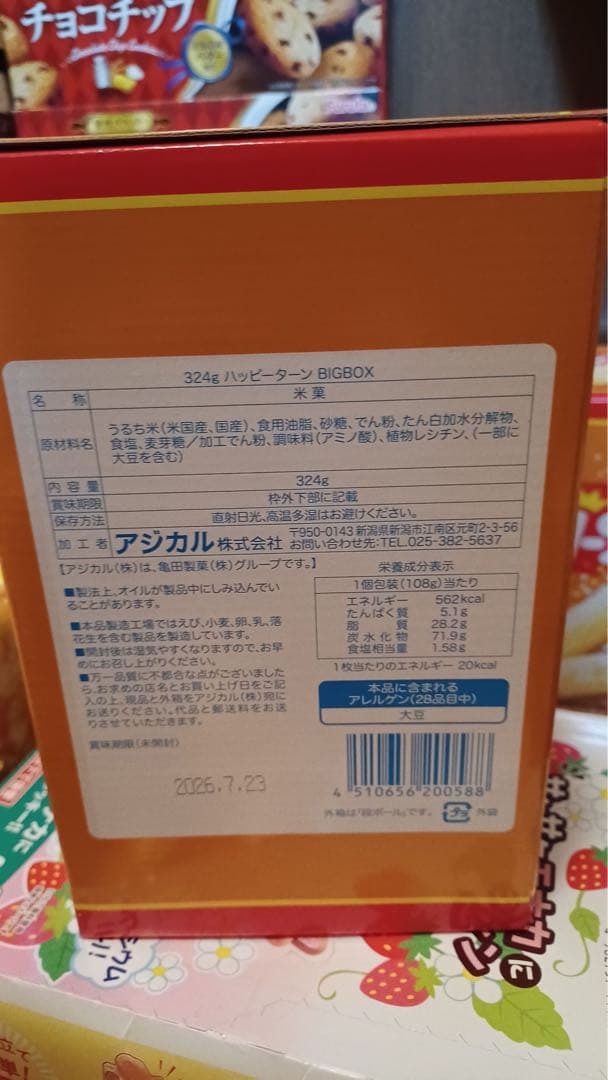 チョコチップ
Chocolate Chip Cookies
324g ハッピーターン BIGBOX
名 称 米 菓
原材料名 うるち米(米国産、国産)、食用油脂、砂糖、でん粉、たん白加水分解物、
食塩、麦芽糖／加工でん粉、調味料(アミノ酸)、植物レシチン、(一部に
大豆を含む)
内 容 量 324g
賞味期限 枠外下部に記載
保存方法 直射日光、高温多湿はお避けください。
加 工 者 アジカル株式会社 〒950-0143 新潟県新潟市江南区元町2-3-56
お問い合わせ先:TEL.025-382-5637
【アジカル(株)は、亀田製菓(株)グループです。】
■製法上、オイルが製品中にしみ込んでい
ることがあります。
■本品製造工場ではえび、小麦、卵、乳、落
花生を含む製品を製造しています。
■開封後は湿気やすくなりますので、お早
めにお召し上がりください。
■万一品質に不都合な点がございました
ら、お求めの店名とお買い上げ日をご記
入の上、現品と外箱をアジカル(株)宛に
お送りください。代品と郵送料をお送
りさせていただきます。
賞味期限(未開封)
2026.7.23
栄養成分表示
1個包装(108g)当たり
エネルギー 562kcal
たんぱく質 5.1g
脂 質 28.2g
炭 水 化 物 71.9g
食塩相当量 1.58g
1枚当たりのエネルギー 20kcal
本品に含まれる
アレルゲン(28品目中)
大豆
4 510656 200588
外箱は「段ボール」です。 プラ 外袋